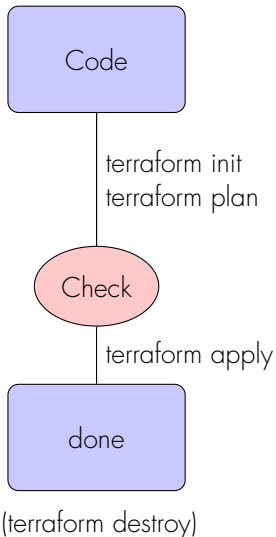 Code
terraform init
terraform plan
Check
terraform apply
done
(terraform destroy)